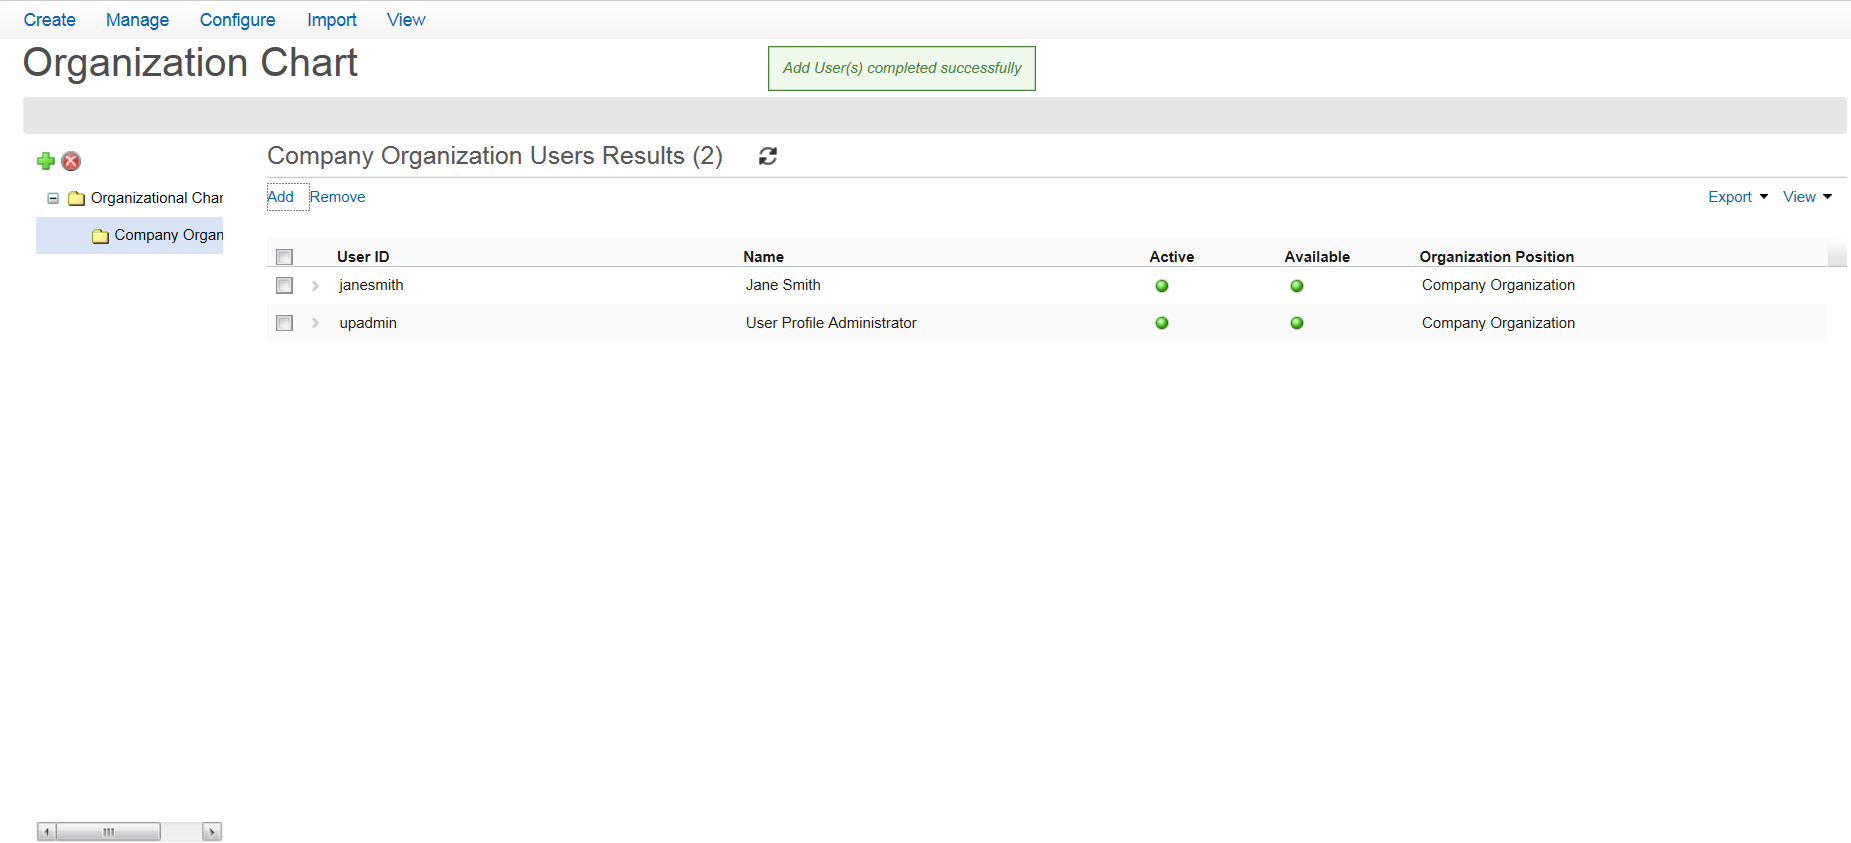 Create Manage Configure Import View
Organization Chart
Add User(s) completed successfully
Company Organization Users Results (2)
Organizational Char
Company Organ
Add Remove Export View
User ID Name Active Available Organization Position
janesmith Jane Smith Company Organization
upadmin User Profile Administrator Company Organization